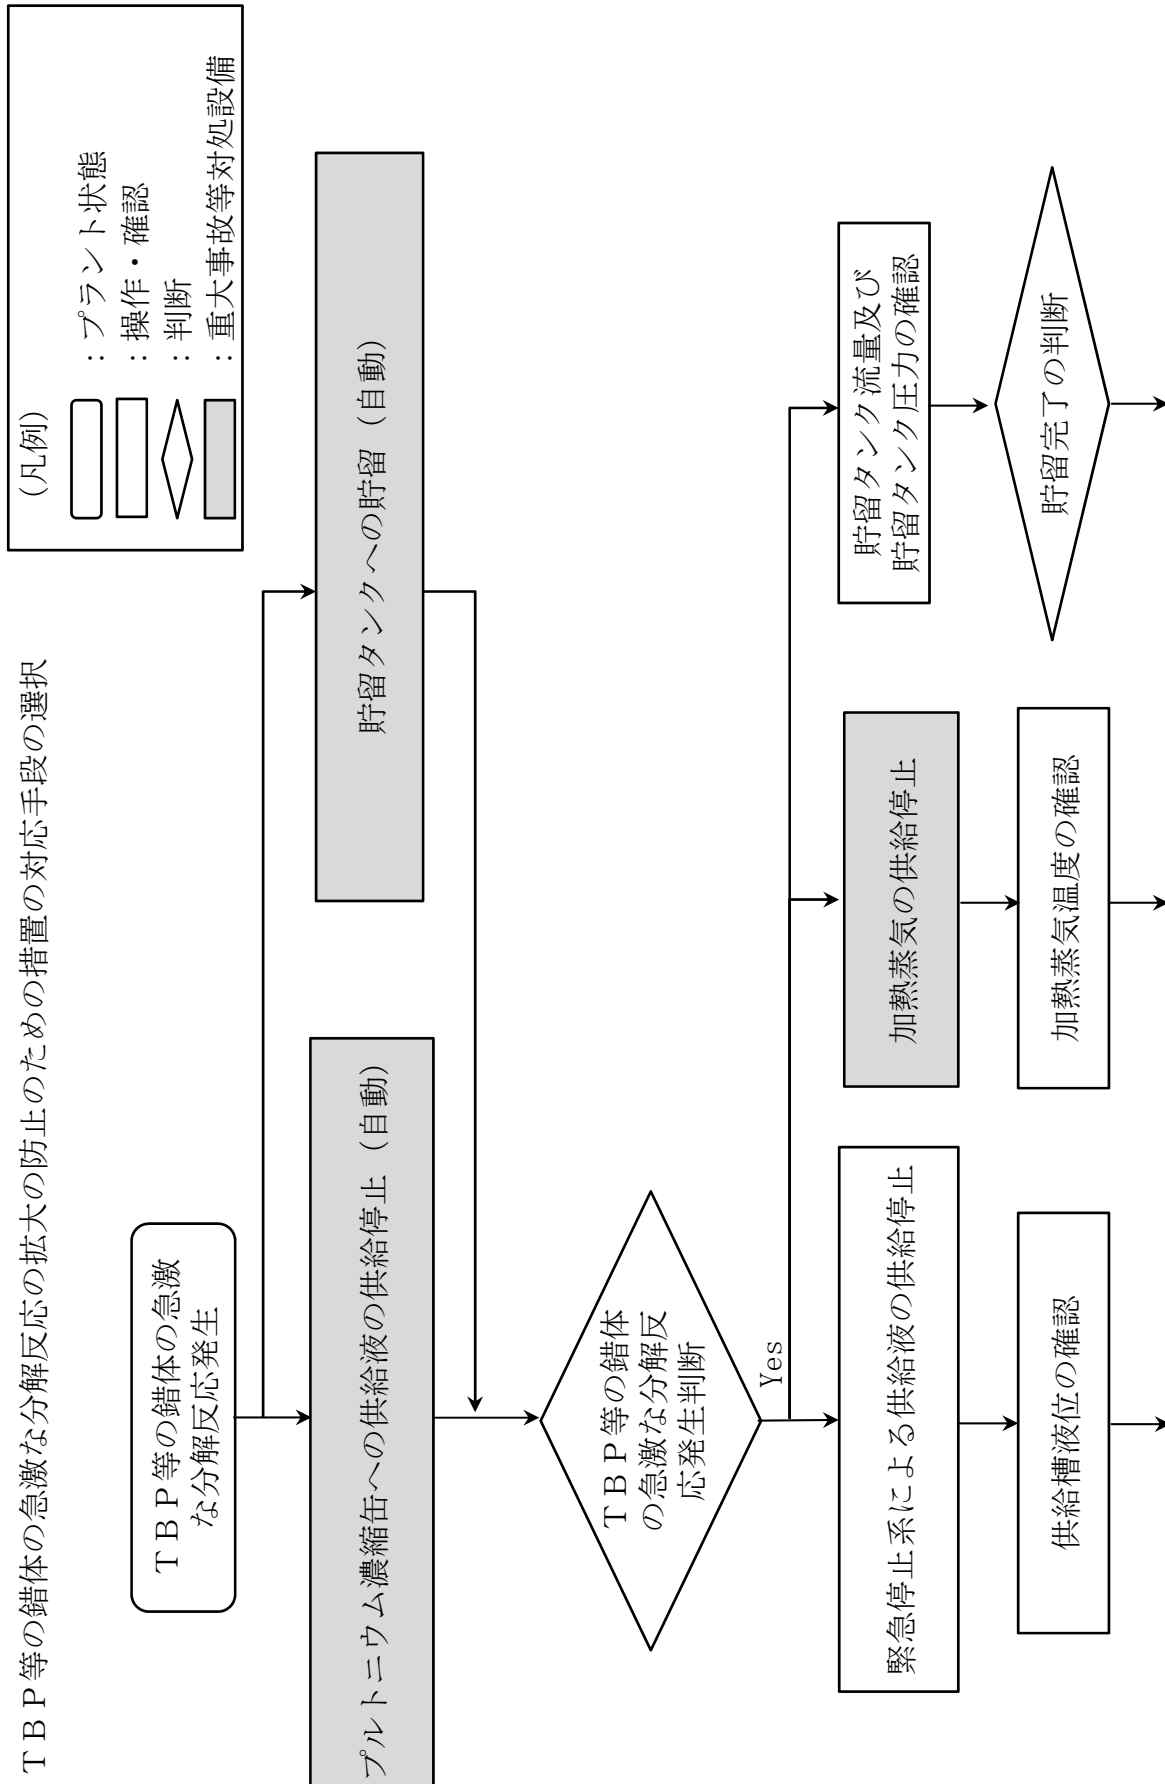 ＴＢＰ等の錯体の急激な分解反応の拡大の防止のための措置の対応手段の選択
(凡例)
：プラント状態
：操作・確認
：判断
：重大事故等対処設備
ＴＢＰ等の錯体の急激
な分解反応発生
プルトニウム濃縮缶への供給液の供給停止（自動）
貯留タンクへの貯留（自動）
ＴＢＰ等の錯体
の急激な分解反
応発生判断
Yes
緊急停止系による供給液の供給停止
加熱蒸気の供給停止
貯留タンク流量及び
貯留タンク圧力の確認
供給槽液位の確認
加熱蒸気温度の確認
貯留完了の判断